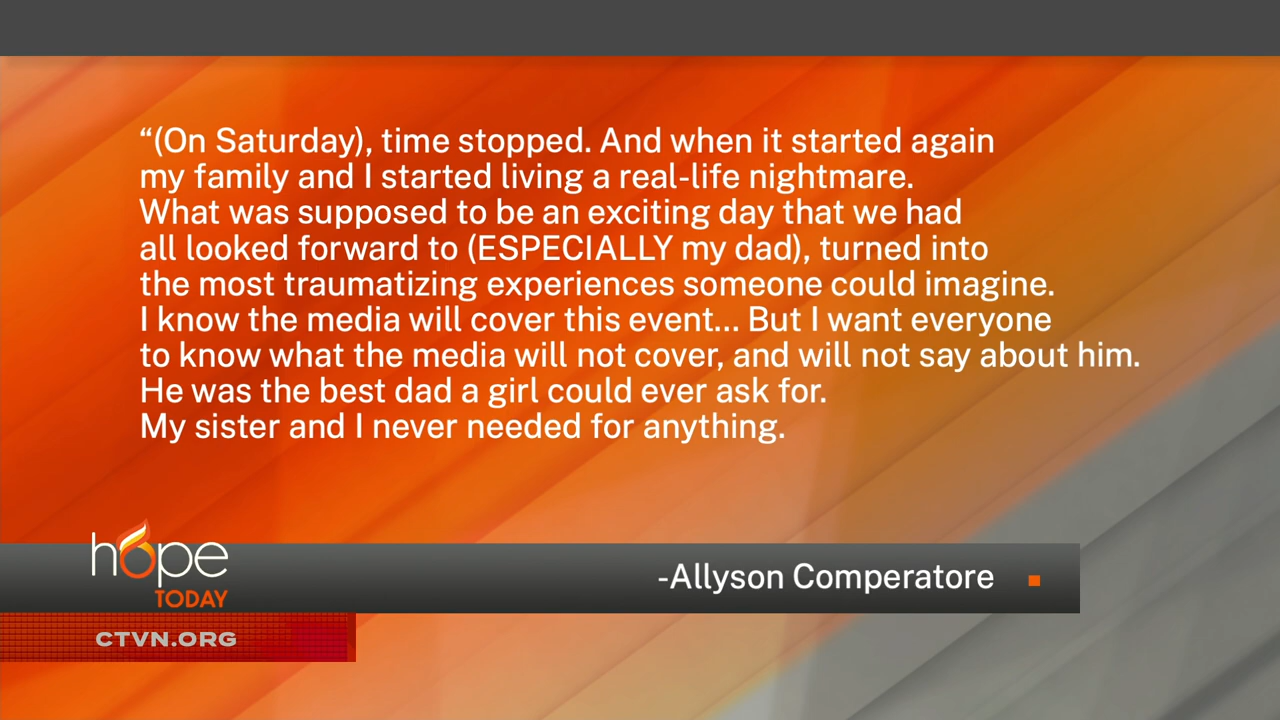 “(On Saturday), time stopped. And when it started again
my family and I started living a real-life nightmare.
What was supposed to be an exciting day that we had
all looked forward to (ESPECIALLY my dad), turned into
the most traumatizing experiences someone could imagine.
I know the media will cover this event... But I want everyone
to know what the media will not cover, and will not say about him.
He was the best dad a girl could ever ask for.
My sister and I never needed for anything.
-Allyson Comperatore
hope
TODAY
CTVN.ORG